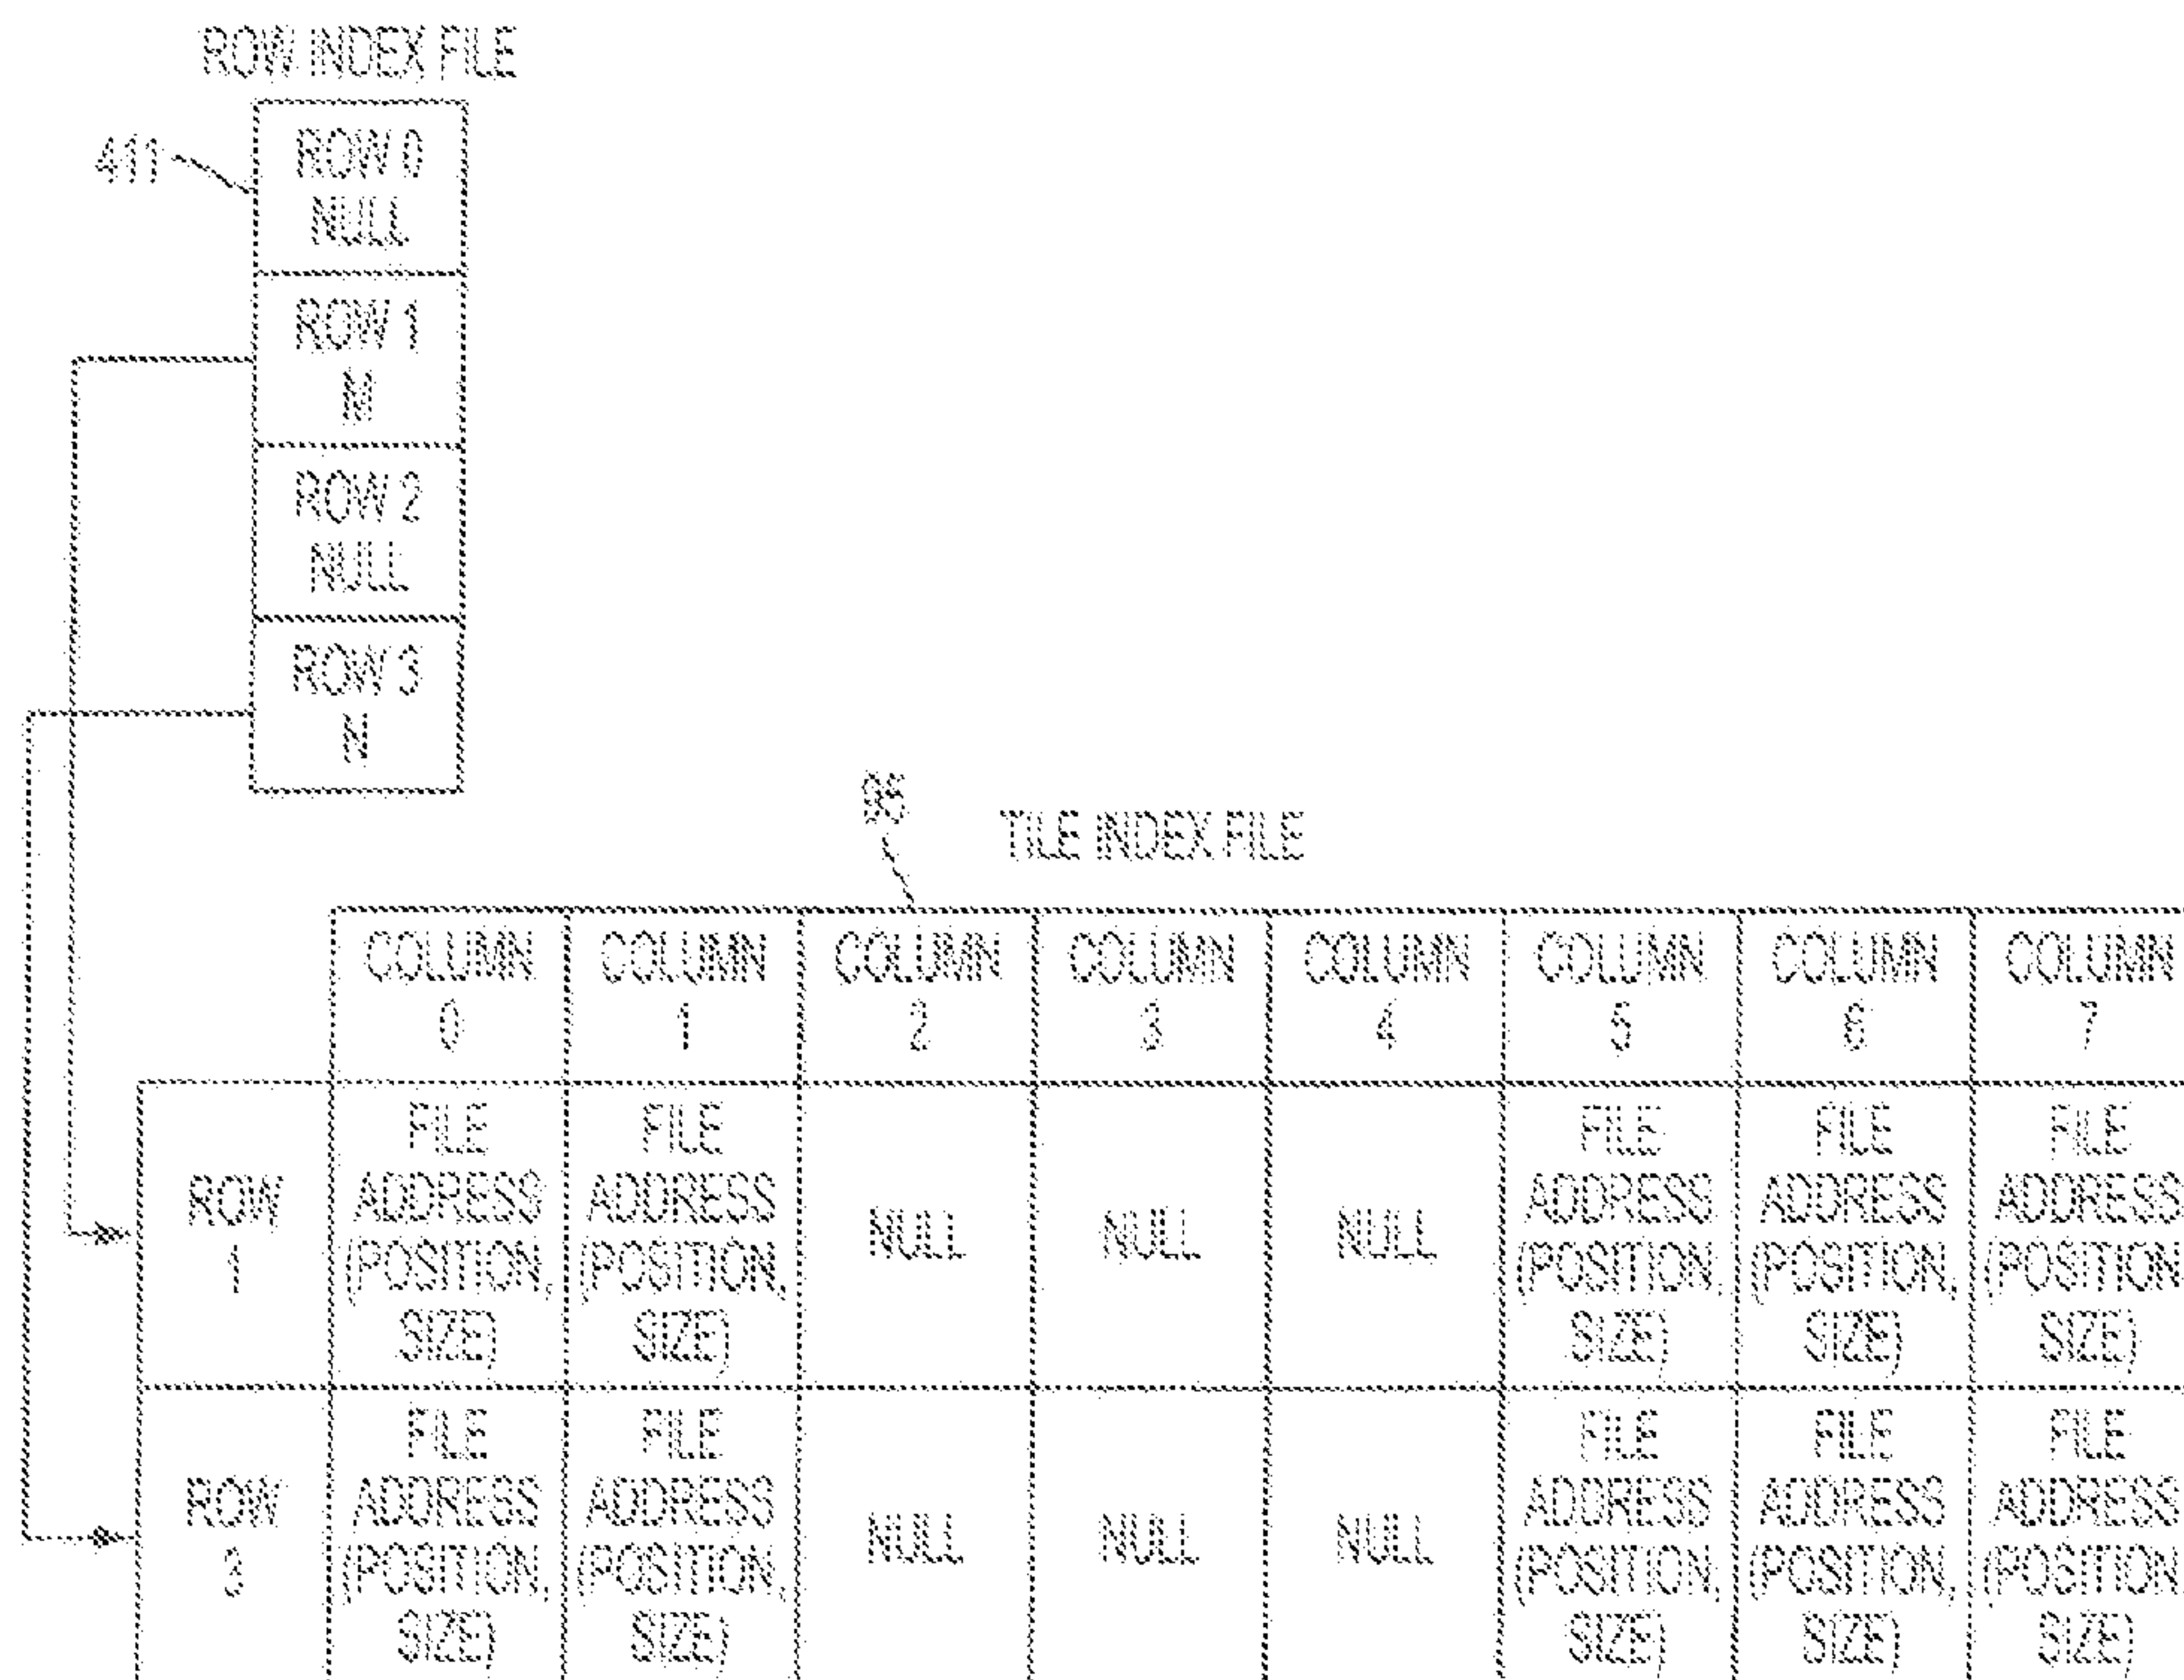 ROW INDEX FILE
411
ROW 0
NULL
ROW 1
M
ROW 2
NULL
ROW 3
N
TILE INDEX FILE
COLUMN COLUMN COLUMN COLUMN COLUMN COLUMN COLUMN COLUMN
0 1 2 3 4 5 6 7
FILE FILE FILE FILE FILE
ROW ADDRESS ADDRESS ADDRESS ADDRESS ADDRESS
1 (POSITION, (POSITION, NULL NULL NULL (POSITION, (POSITION, (POSITION
SIZE) SIZE) SIZE) SIZE) SIZE)
FILE FILE FILE FILE FILE
ROW ADDRESS ADDRESS ADDRESS ADDRESS ADDRESS
3 (POSITION, (POSITION, NULL NULL NULL (POSITION, (POSITION, (POSITION
SIZE) SIZE) SIZE) SIZE) SIZE)